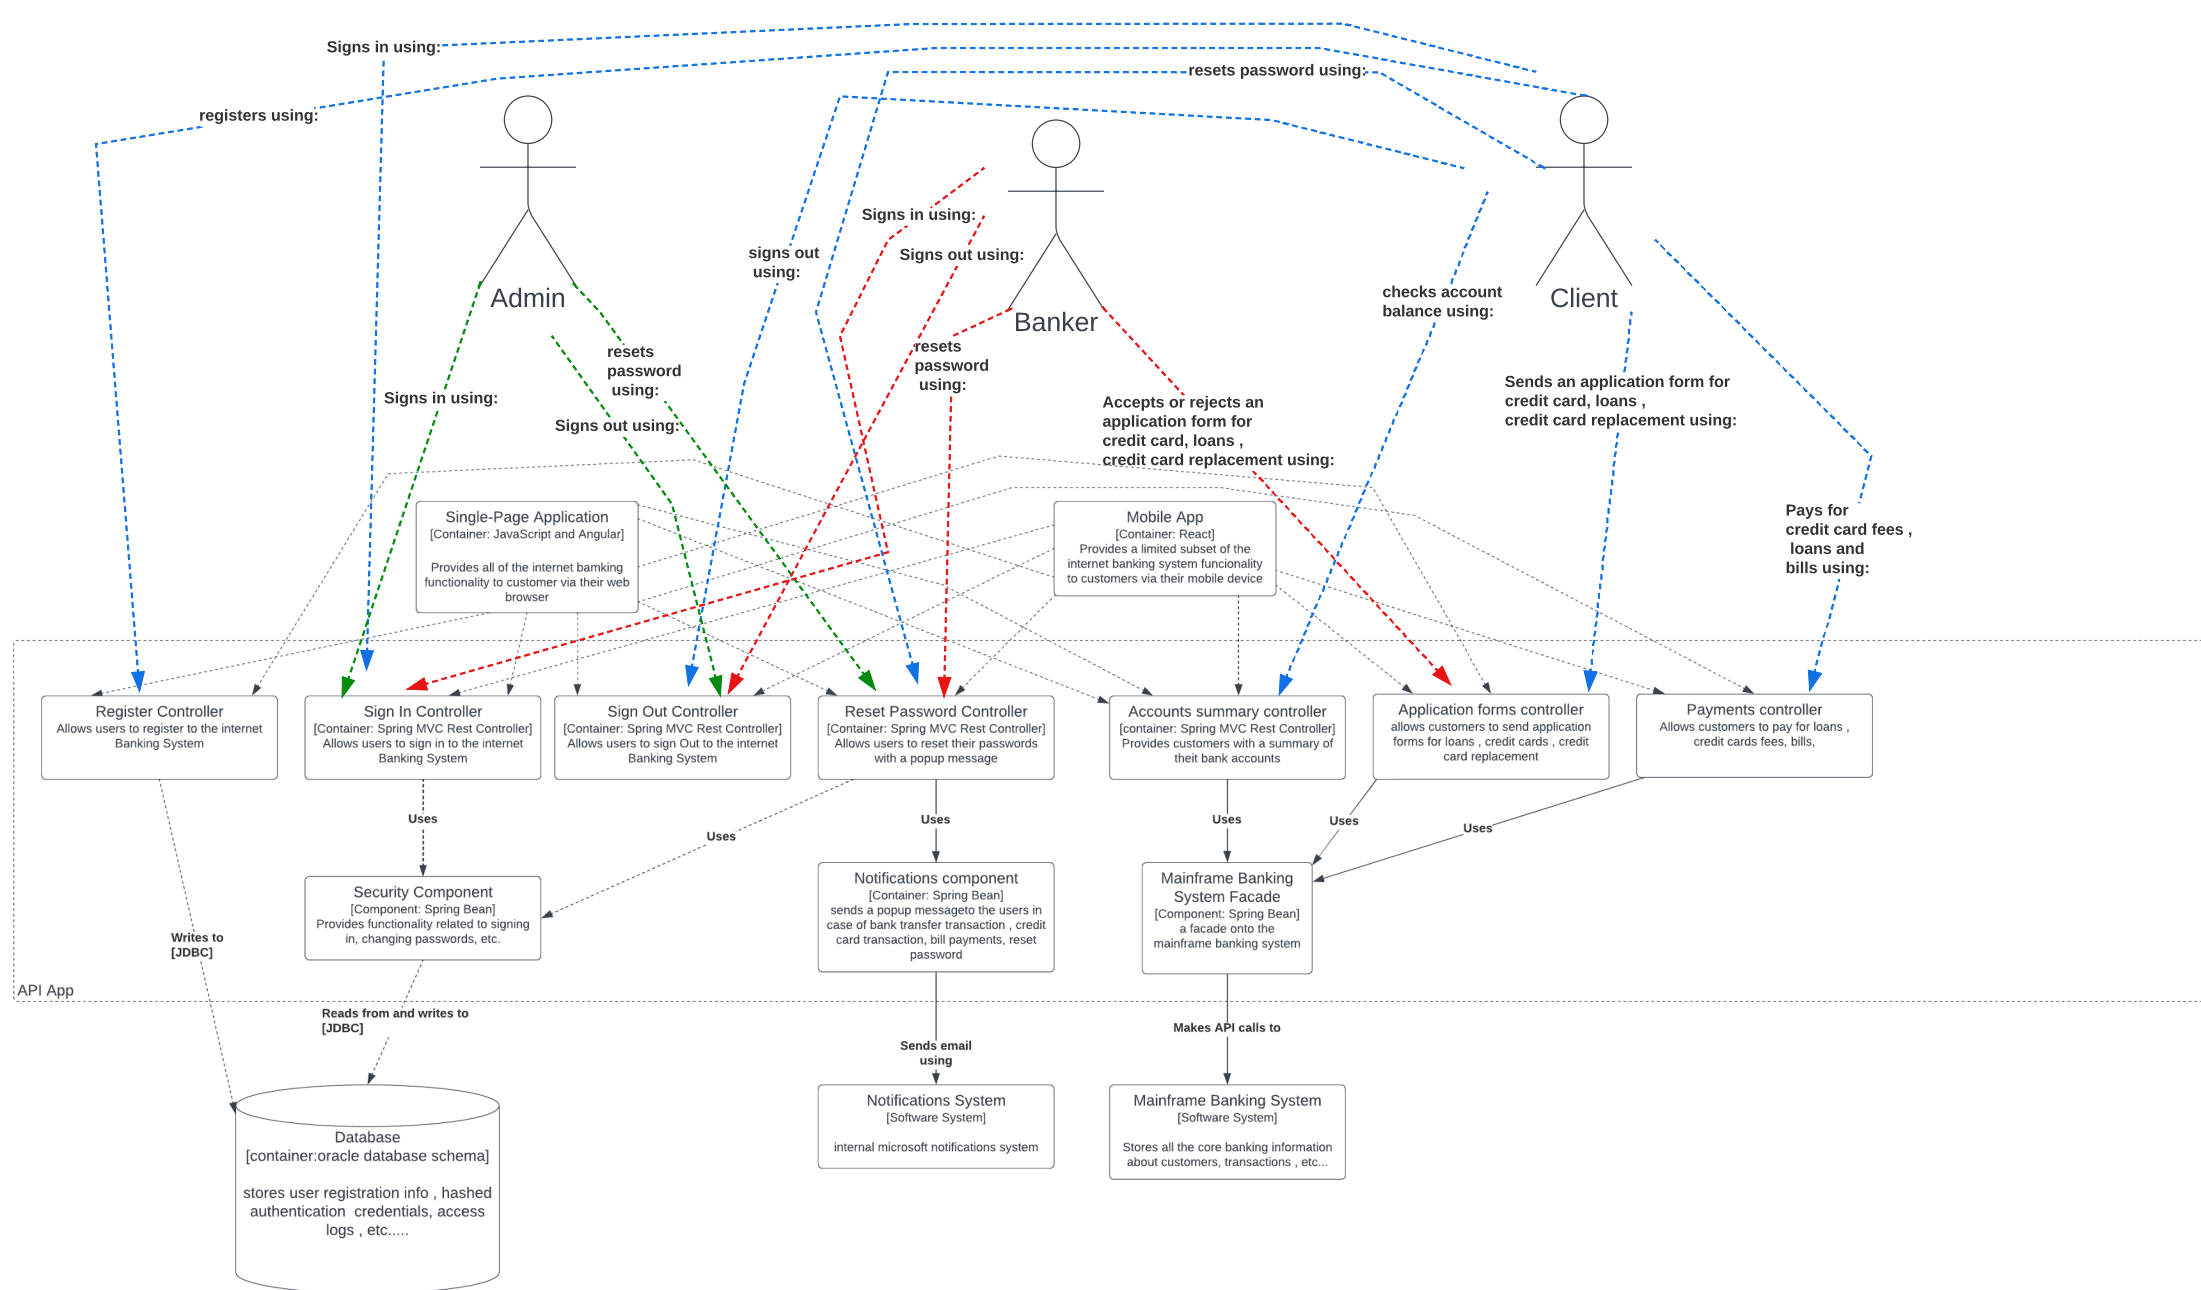 Signs in using:
resets password using:
registers using:
Signs in using:
signs out
using:
Signs out using:
Admin
Banker
Client
checks account
balance using:
resets
password
using:
resets
password
using:
Signs in using:
Signs out using:
Accepts or rejects an
application form for
credit card, loans ,
credit card replacement using:
Sends an application form for
credit card, loans ,
credit card replacement using:
Pays for
credit card fees ,
loans and
bills using:
Single-Page Application
[Container: JavaScript and Angular]
Provides all of the internet bamking
functionality to customer via their web
browser
Mobile App
[Container: React]
Provides a limited subset of the
internet banking system funcionality
to customers via their mobile device
Register Controller
Allows users to register to the internet
Banking System
Sign In Controller
[Container: Spring MVC Rest Controller]
Allows users to sign in to the internet
Banking System
Sign Out Controller
[Container: Spring MVC Rest Controller]
Allows users to sign Out to the internet
Banking System
Reset Password Controller
[Container: Spring MVC Rest Controller]
Allows users to reset their passwords
with a popup message
Accounts summary controller
[container: Spring MVC Rest Controller]
Provides customers with a summary of
theit bank accounts
Application forms controller
allows customers to send application
forms for loans , credit cards , credit
card replacement
Payments controller
Allows customers to pay for loans ,
credit cards fees, bills,
Uses
Uses
Uses
Uses
Uses
Uses
Security Component
[Component: Spring Bean]
Provides functionality related to signing
in, changing passwords, etc.
Notifications component
[Container: Spring Bean]
sends a popup messageto the users in
case of bank transfer transaction , credit
card transaction, bill payments, reset
password
Mainframe Banking
System Facade
[Component: Spring Bean]
a facade onto the
mainframe banking system
Writes to
[JDBC]
API App
Reads from and writes to
[JDBC]
Sends email
using
Makes API calls to
Database
[container:oracle database schema]
stores user registration info , hashed
authentication  credentials, access
logs , etc.....
Notifications System
[Software System]
internal microsoft notifications system
Mainframe Banking System
[Software System]
Stores all the core banking information
about customers, transactions , etc...